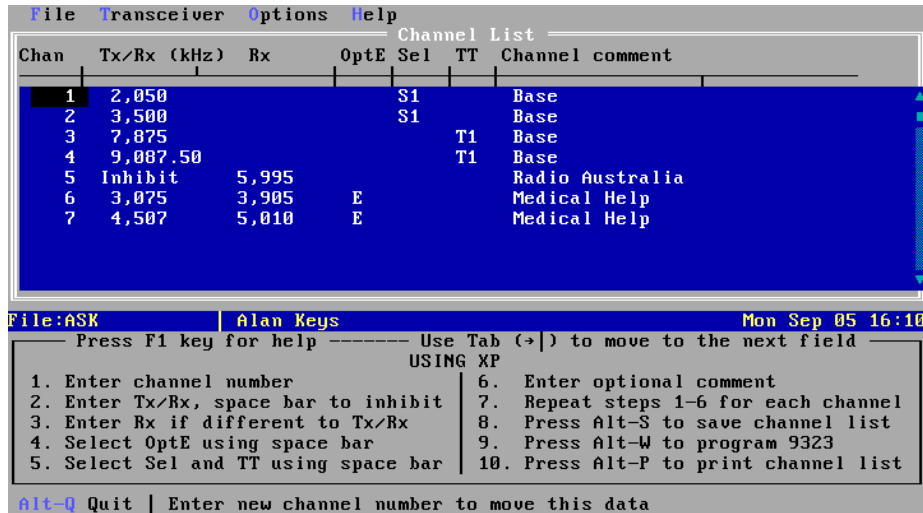 File Transceiver Options Help
Channel List
Chan Tx/Rx (kHz) Rx OptE Sel TT Channel comment
1 2,050 S1 Base
2 3,500 S1 Base
3 7,875 T1 Base
4 9,087.50 T1 Base
5 Inhibit 5,995 Radio Australia
6 3,075 3,905 E Medical Help
7 4,507 5,010 E Medical Help
File:ASK Alan Keys Mon Sep 05 16:10
Press F1 key for help ------- Use Tab (→|) to move to the next field
USING XP
1. Enter channel number
2. Enter Tx/Rx, space bar to inhibit
3. Enter Rx if different to Tx/Rx
4. Select OptE using space bar
5. Select Sel and TT using space bar
6. Enter optional comment
7. Repeat steps 1-6 for each channel
8. Press Alt-S to save channel list
9. Press Alt-W to program 9323
10. Press Alt-P to print channel list
Alt-Q Quit | Enter new channel number to move this data